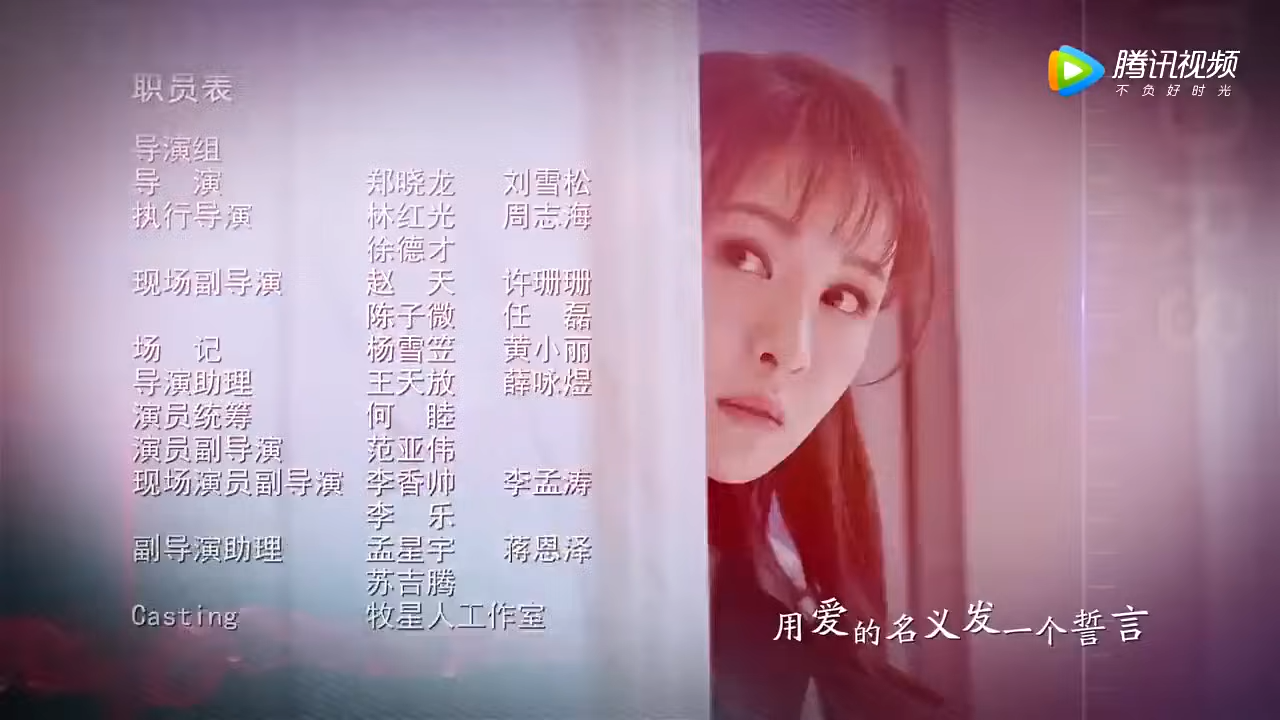 腾讯视频
不负好时光
职员表
导演组
导 演 郑晓龙 刘雪松
执行导演 林红光 周志海
徐德才
现场副导演 赵 天 许珊珊
陈子微 任 磊
场 记 杨雪笠 黄小丽
导演助理 王天放 薛咏煜
演员统筹 何 睦
演员副导演 范亚伟
现场演员副导演 李香帅 李孟涛
李 乐
副导演助理 孟星宇 蒋恩泽
苏吉腾
Casting 牧星人工作室
用爱的名义发一个誓言